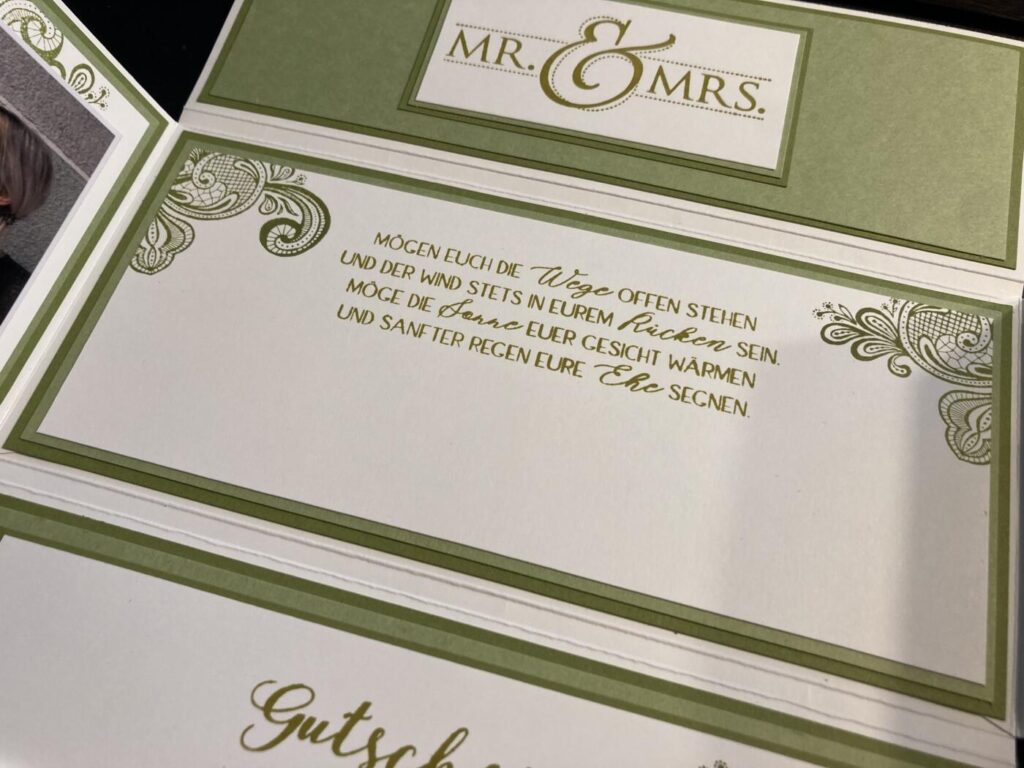 MR. & MRS.
MÖGEN EUCH DIE Wege OFFEN STEHEN
UND DER WIND STETS IN EUREM Rücken SEIN.
MÖGE DIE Sonne EUER GESICHT WÄRMEN
UND SANFTER REGEN EURE Ehe SEGNEN.
Gutsch